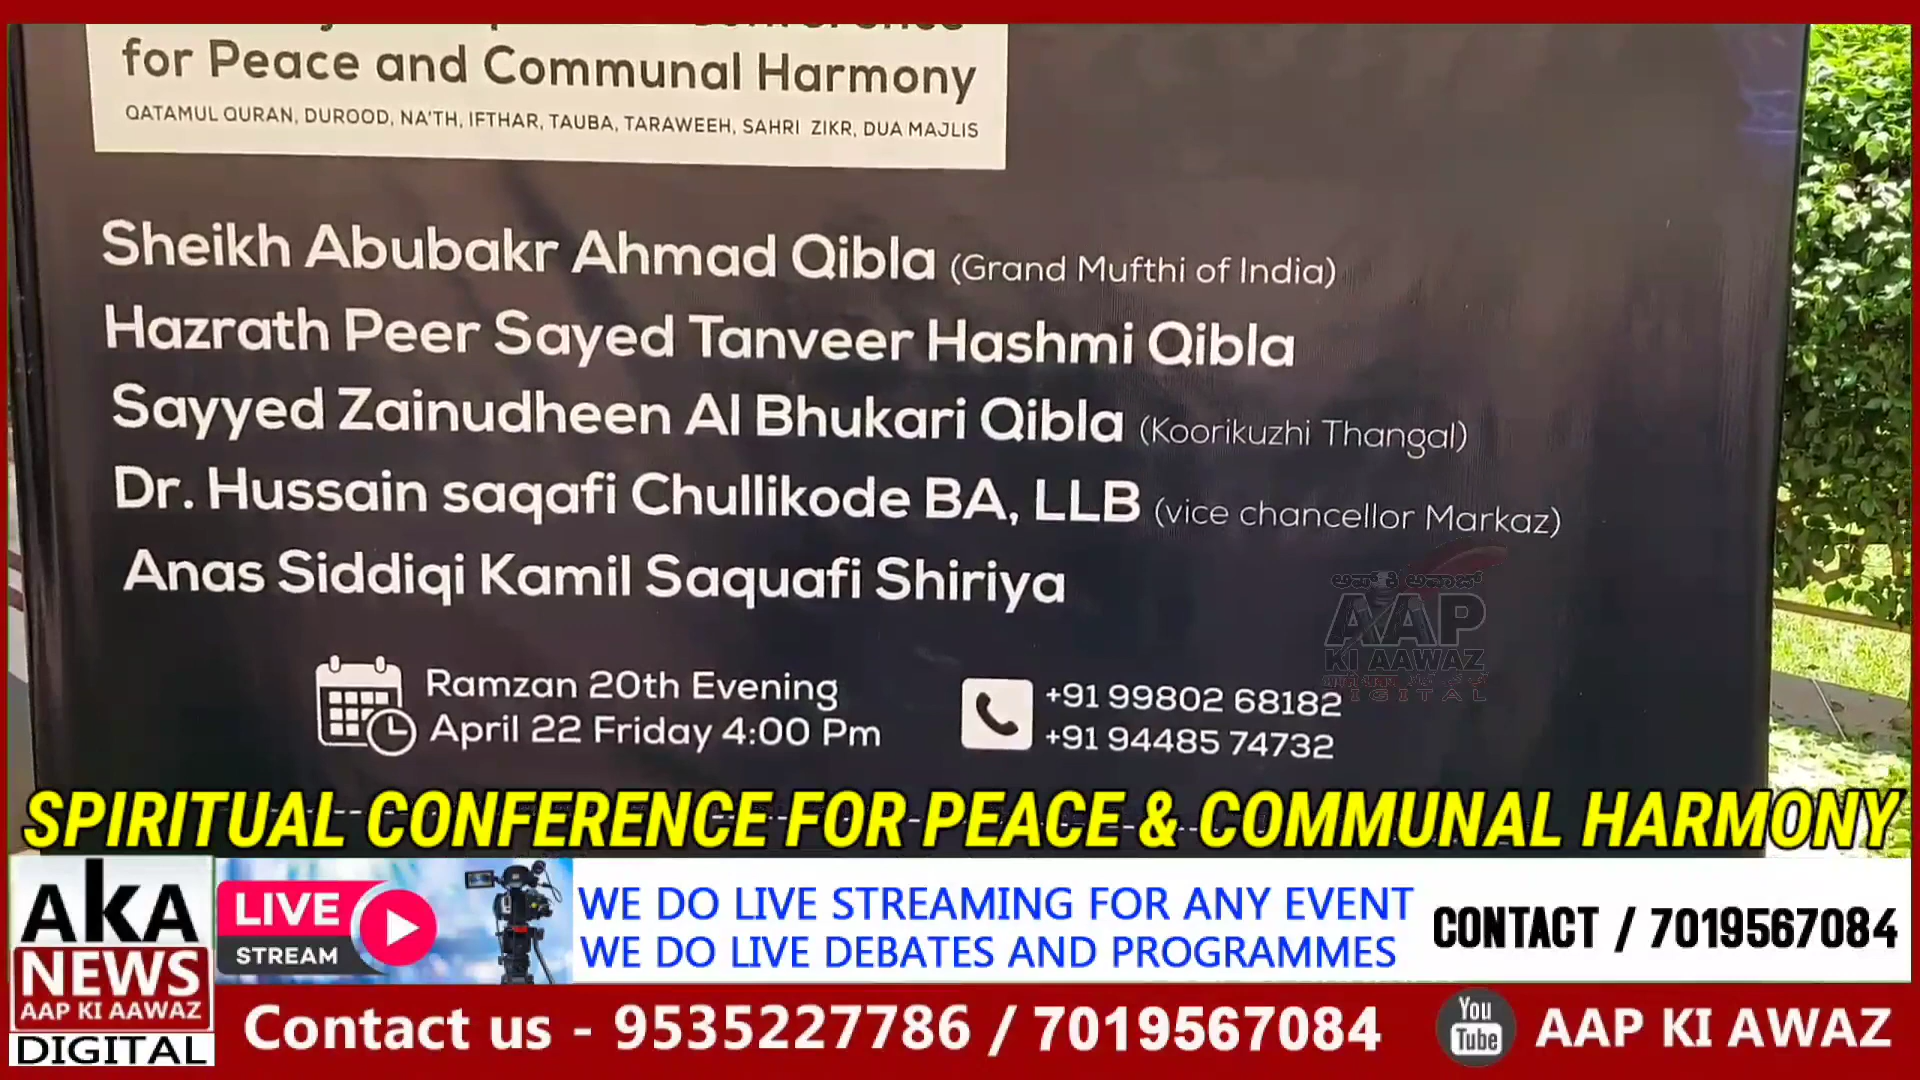 for Peace and Communal Harmony
QATAMUL QURAN, DUROOD, NA'TH, IFTHAR, TAUBA, TARAWEEH, SAHRI ZIKR, DUA MAJLIS
Sheikh Abubakr Ahmad Qibla (Grand Mufthi of India)
Hazrath Peer Sayed Tanveer Hashmi Qibla
Sayyed Zainudheen Al Bhukari Qibla (Koorikuzhi Thangal)
Dr. Hussain saqafi Chullikode BA, LLB (vice chancellor Markaz)
Anas Siddiqi Kamil Saquafi Shiriya
ಆಪ್ ಕಿ ಆವಾಜ್
AAP
KI AAWAZ
DIGITAL
Ramzan 20th Evening
April 22 Friday 4:00 Pm
+91 99802 68182
+91 94485 74732
SPIRITUAL CONFERENCE FOR PEACE & COMMUNAL HARMONY
AKA
NEWS
AAP KI AAWAZ
DIGITAL
LIVE
STREAM
WE DO LIVE STREAMING FOR ANY EVENT
WE DO LIVE DEBATES AND PROGRAMMES
CONTACT / 7019567084
Contact us - 9535227786 / 7019567084
You
Tube
AAP KI AWAZ